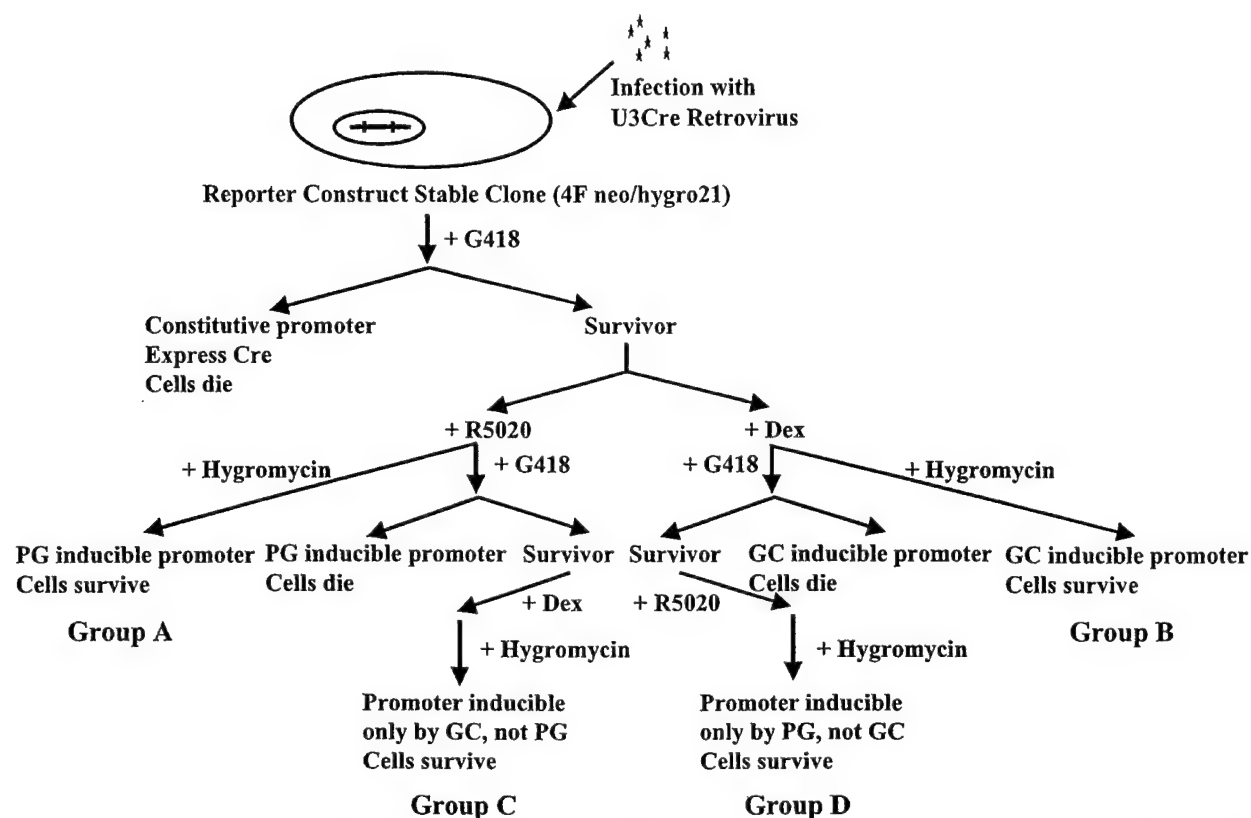 Infection with
U3Cre Retrovirus
Reporter Construct Stable Clone (4F neo/hygro21)
+ G418
Constitutive promoter
Express Cre
Cells die
Survivor
+ R5020
+ Dex
+ Hygromycin
+ G418
+ G418
+ Hygromycin
PG inducible promoter
Cells survive
Group A
PG inducible promoter
Cells die
Survivor
Survivor
GC inducible promoter
Cells die
GC inducible promoter
Cells survive
Group B
+ Dex
+ R5020
+ Hygromycin
+ Hygromycin
Promoter inducible
only by GC, not PG
Cells survive
Group C
Promoter inducible
only by PG, not GC
Cells survive
Group D